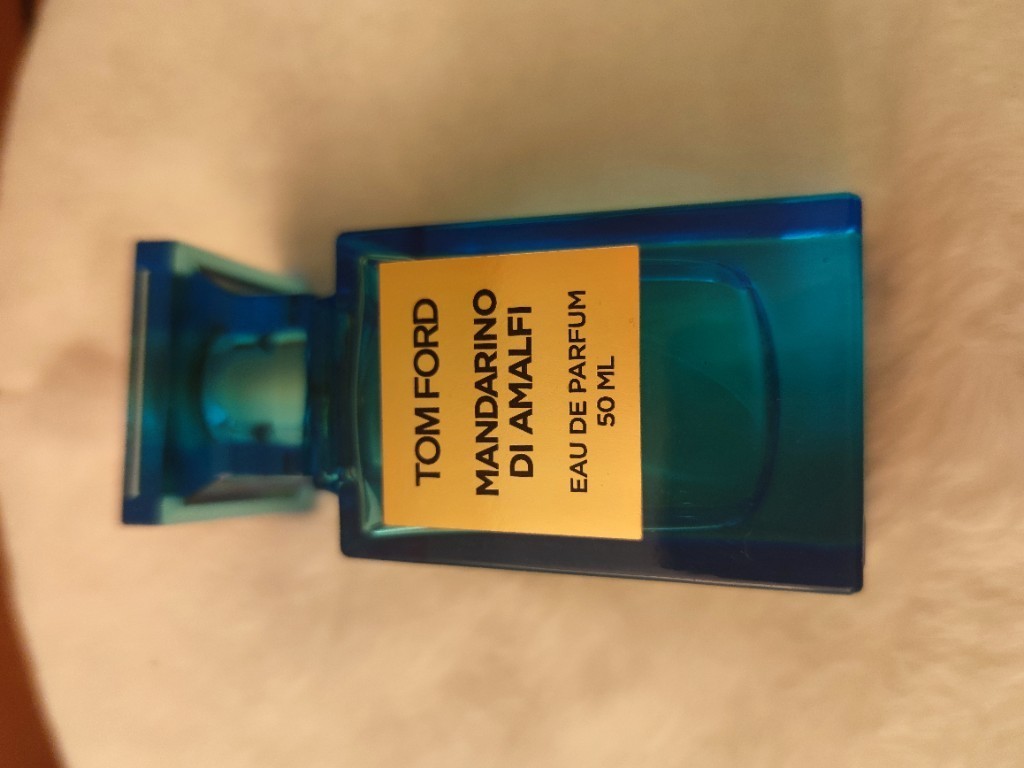 TOM FORD
MANDARINO
DI AMALFI
EAU DE PARFUM
50 ML